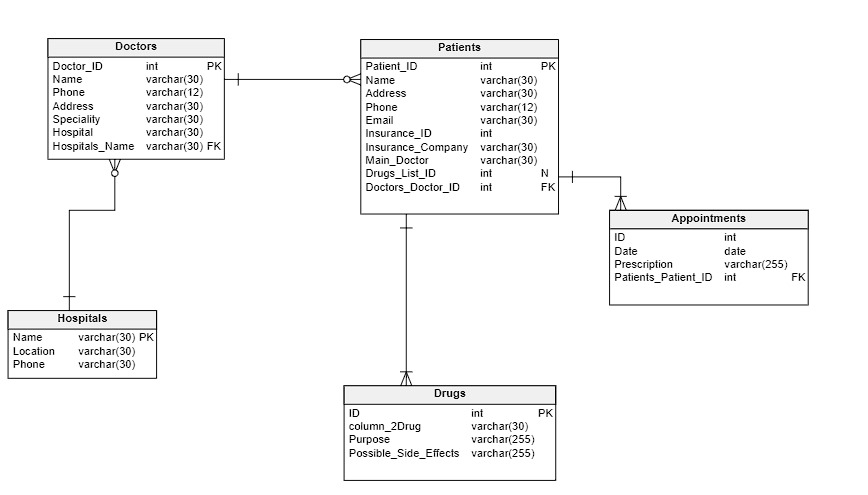 Doctors
Doctor_ID int PK
Name varchar(30)
Phone varchar(12)
Address varchar(30)
Speciality varchar(30)
Hospital varchar(30)
Hospitals_Name varchar(30) FK
Patients
Patient_ID int PK
Name varchar(30)
Address varchar(30)
Phone varchar(12)
Email varchar(30)
Insurance_ID int
Insurance_Company varchar(30)
Main_Doctor varchar(30)
Drugs_List_ID int N
Doctors_Doctor_ID int FK
Appointments
ID int
Date date
Prescription varchar(255)
Patients_Patient_ID int FK
Hospitals
Name varchar(30) PK
Location varchar(30)
Phone varchar(30)
Drugs
ID int PK
column_2Drug varchar(30)
Purpose varchar(255)
Possible_Side_Effects varchar(255)